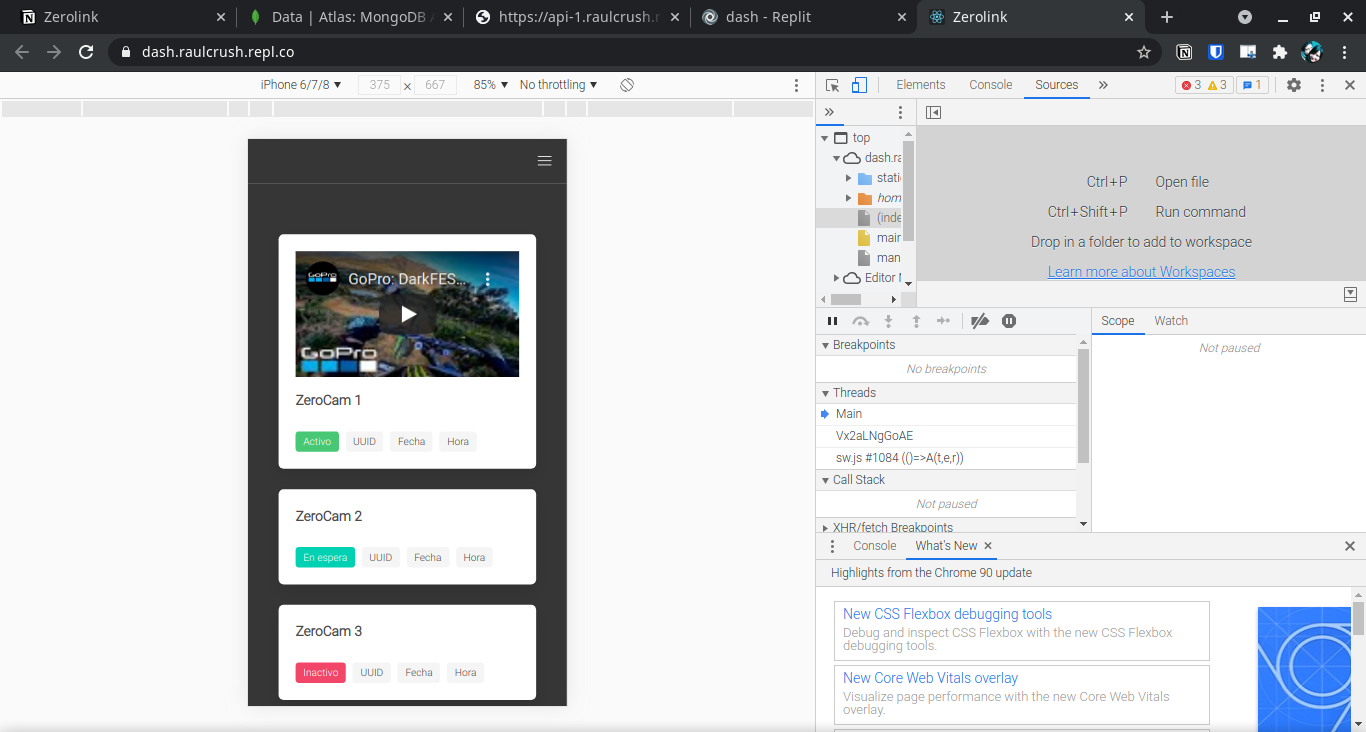 Zerolink
Data | Atlas: MongoDB A
https://api-1.raulcrush.r
dash - Replit
Zerolink
dash.raulcrush.repl.co
iPhone 6/7/8 ▼ 375 x 667 85% ▼ No throttling ▼
Elements Console Sources » 3 3 1
»
top
dash.ra
stati
hom
(inde
main
man
Editor M
Ctrl+P Open file
Ctrl+Shift+P Run command
Drop in a folder to add to workspace
Learn more about Workspaces
GoPro GoPro: DarkFES...
GoPro
ZeroCam 1
Activo UUID Fecha Hora
ZeroCam 2
En espera UUID Fecha Hora
ZeroCam 3
Inactivo UUID Fecha Hora
Breakpoints
No breakpoints
Threads
Main
Vx2aLNgGoAE
sw.js #1084 (()=>A(t,e,r))
Call Stack
Not paused
XHR/fetch Breakpoints
Scope Watch
Not paused
Console What's New
Highlights from the Chrome 90 update
New CSS Flexbox debugging tools
Debug and inspect CSS Flexbox with the new CSS Flexbox
debugging tools.
New Core Web Vitals overlay
Visualize page performance with the new Core Web Vitals
overlay.